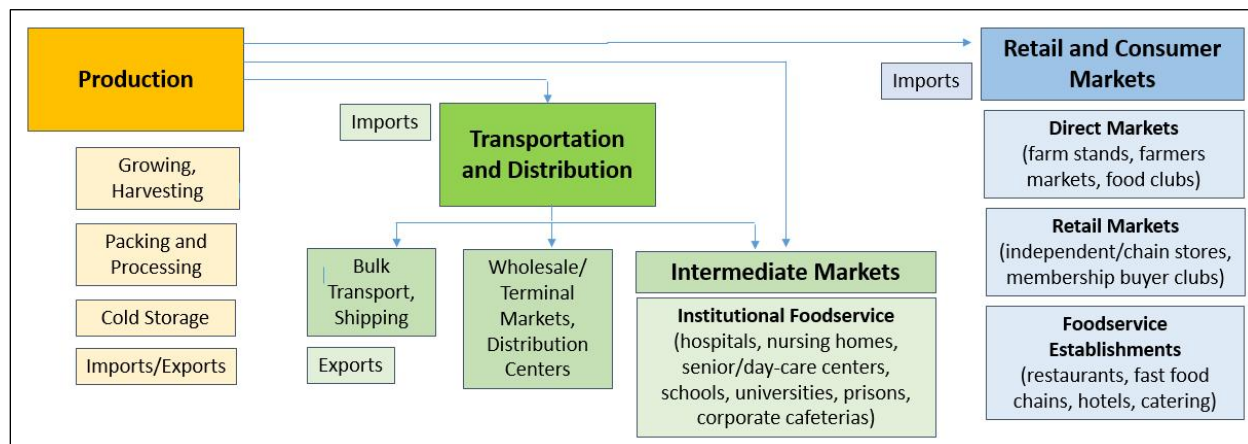 Production
Growing,
Harvesting
Packing and
Processing
Cold Storage
Imports/Exports
Imports
Transportation
and Distribution
Bulk
Transport,
Shipping
Exports
Wholesale/
Terminal
Markets,
Distribution
Centers
Intermediate Markets
Institutional Foodservice
(hospitals, nursing homes,
senior/day-care centers,
schools, universities, prisons,
corporate cafeterias)
Imports
Retail and Consumer
Markets
Direct Markets
(farm stands, farmers
markets, food clubs)
Retail Markets
(independent/chain stores,
membership buyer clubs)
Foodservice
Establishments
(restaurants, fast food
chains, hotels, catering)